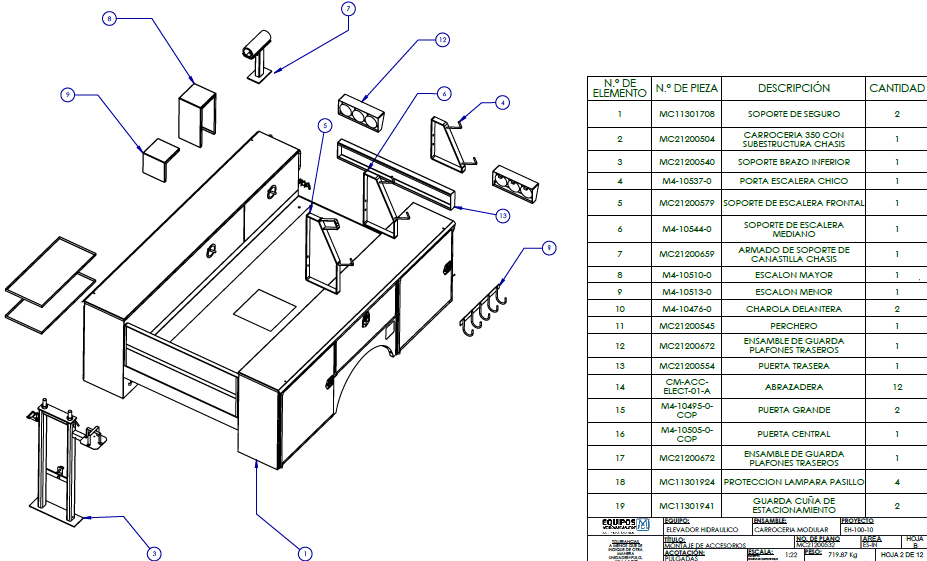 8
7
12
9
6
4
5
13
9
3
1
N.º DE ELEMENTO N.º DE PIEZA DESCRIPCIÓN CANTIDAD
1 MC11301708 SOPORTE DE SEGURO 2
2 MC21200504 CARROCERIA 350 CON SUBESTRUCTURA CHASIS 1
3 MC21200540 SOPORTE BRAZO INFERIOR 1
4 M4-10537-0 PORTA ESCALERA CHICO 1
5 MC21200579 SOPORTE DE ESCALERA FRONTAL 1
6 M4-10544-0 SOPORTE DE ESCALERA MEDIANO 1
7 MC21200659 ARMADO DE SOPORTE DE CANASTILLA CHASIS 1
8 M4-10510-0 ESCALON MAYOR 1
9 M4-10513-0 ESCALON MENOR 1
10 M4-10476-0 CHAROLA DELANTERA 2
11 MC21200545 PERCHERO 1
12 MC21200672 ENSAMBLE DE GUARDA PLAFONES TRASEROS 1
13 MC21200554 PUERTA TRASERA 1
14 CM-ACC-ELECT-01-A ABRAZADERA 12
15 M4-10495-0-COP PUERTA GRANDE 2
16 M4-10505-0-COP PUERTA CENTRAL 1
17 MC21200672 ENSAMBLE DE GUARDA PLAFONES TRASEROS 1
18 MC11301924 PROTECCION LAMPARA PASILLO 4
19 MC11301941 GUARDA CUÑA DE ESTACIONAMIENTO 2
EQUIPOS
EQUIPO: ENSAMBLE: PROYECTO
ELEVADOR HIDRAULICO CARROCERIA MODULAR EH-100-10
TÍTULO: NO. DE PLANO AREA HOJA
MONTAJE DE ACCESORIOS MC21200532 ES-IN B
ACOTACIÓN: ESCALA: 1:22 PESO: 719.87 Kg HOJA 2 DE 12
PULGADAS
TOLERANCIAS
A MENOS QUE SE
INDIQUE DE OTRA
MANERA